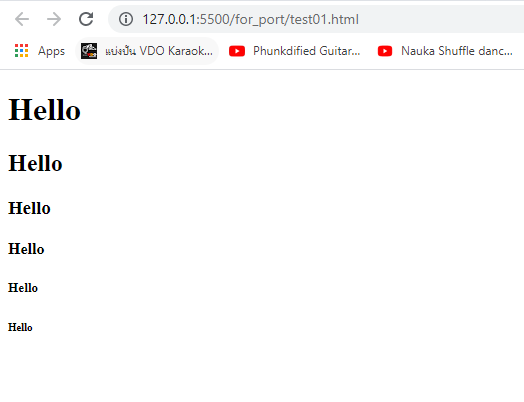 127.0.0.1:5500/for_port/test01.html
Apps แบ่งปัน VDO Karaok... Phunkdified Guitar... Nauka Shuffle danc...
Hello
Hello
Hello
Hello
Hello
Hello